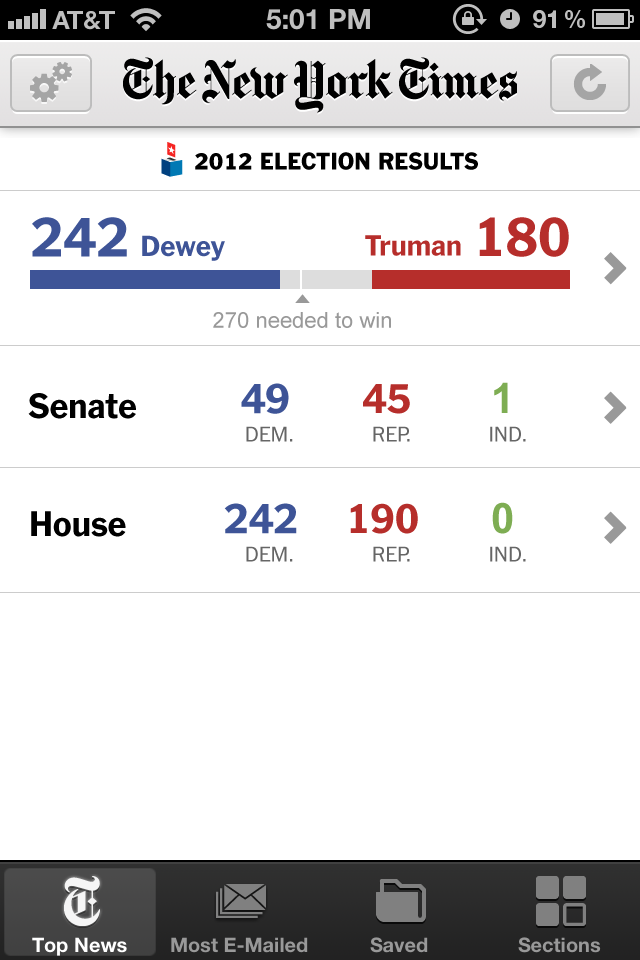 AT&T 5:01 PM 91 %
The New York Times
2012 ELECTION RESULTS
242 Dewey Truman 180
270 needed to win
Senate 49 45 1
DEM. REP. IND.
House 242 190 0
DEM. REP. IND.
T
Top News Most E-Mailed Saved Sections